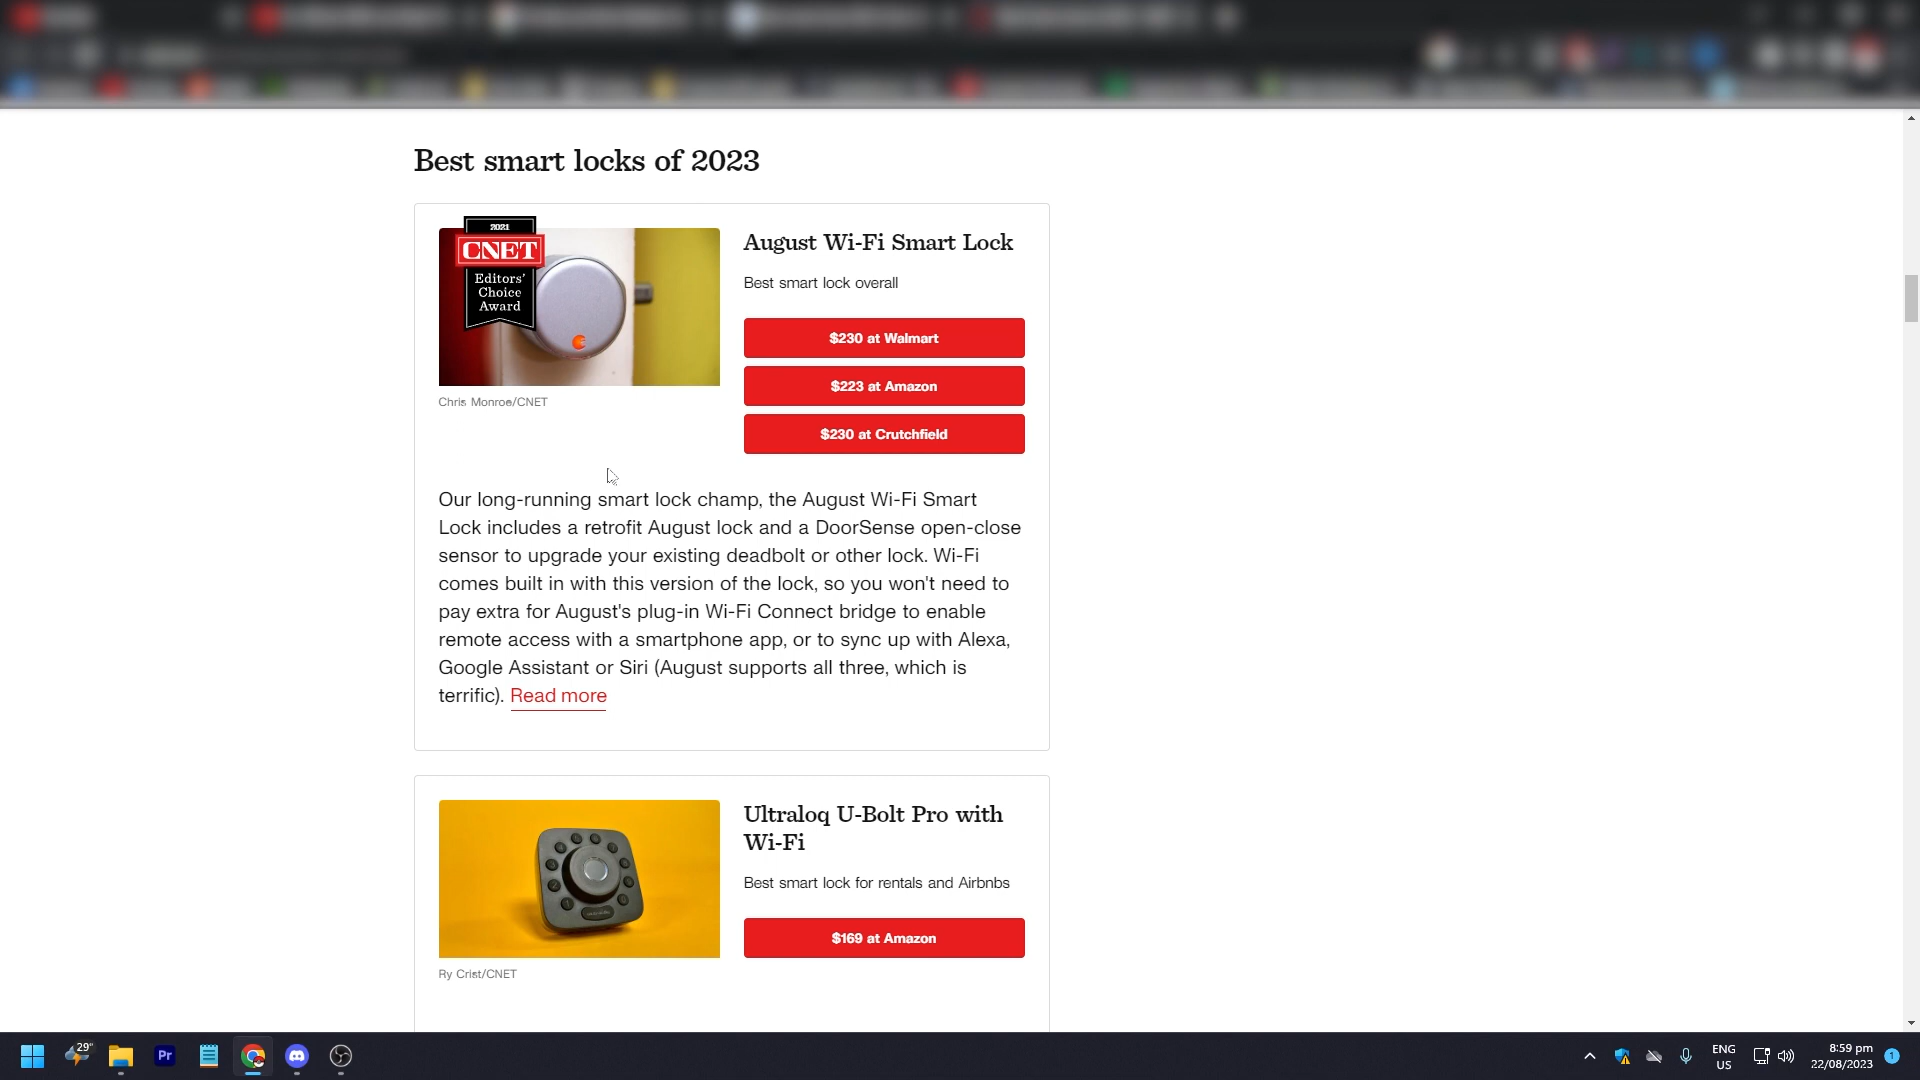 Best smart locks of 2023
2021
CNET
Editors'
Choice
Award
Chris Monroe/CNET
August Wi-Fi Smart Lock
Best smart lock overall
$230 at Walmart
$223 at Amazon
$230 at Crutchfield
Our long-running smart lock champ, the August Wi-Fi Smart
Lock includes a retrofit August lock and a DoorSense open-close
sensor to upgrade your existing deadbolt or other lock. Wi-Fi
comes built in with this version of the lock, so you won't need to
pay extra for August's plug-in Wi-Fi Connect bridge to enable
remote access with a smartphone app, or to sync up with Alexa,
Google Assistant or Siri (August supports all three, which is
terrific). Read more
Ry Crist/CNET
Ultraloq U-Bolt Pro with
Wi-Fi
Best smart lock for rentals and Airbnbs
$169 at Amazon
29°
Pr
ENG
US
8:59 pm
22/08/2023
1